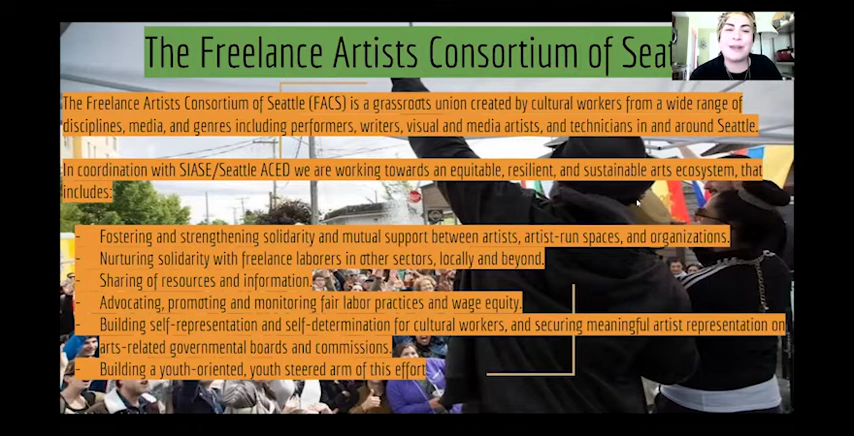 The Freelance Artists Consortium of Seat
The Freelance Artists Consortium of Seattle (FACS) is a grassroots union created by cultural workers from a wide range of
disciplines, media, and genres including performers, writers, visual and media artists, and technicians in and around Seattle.
In coordination with SIASE/Seattle ACED we are working towards an equitable, resilient, and sustainable arts ecosystem, that
includes:
- Fostering and strengthening solidarity and mutual support between artists, artist-run spaces, and organizations.
- Nurturing solidarity with freelance laborers in other sectors, locally and beyond.
- Sharing of resources and information.
- Advocating, promoting and monitoring fair labor practices and wage equity.
- Building self-representation and self-determination for cultural workers, and securing meaningful artist representation on
arts-related governmental boards and commissions.
- Building a youth-oriented, youth steered arm of this effort